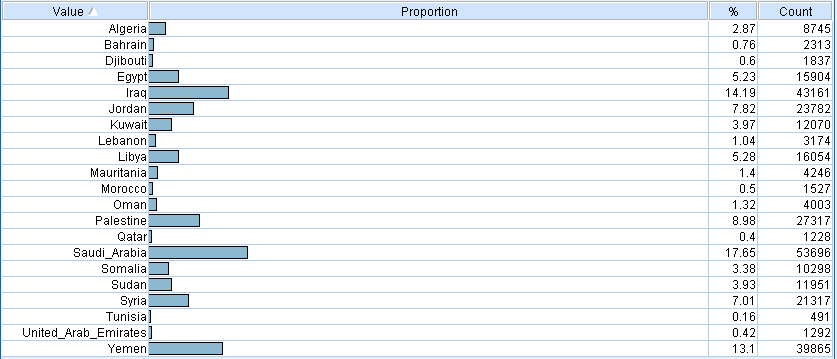 Value Proportion % Count
Algeria 2.87 8745
Bahrain 0.76 2313
Djibouti 0.6 1837
Egypt 5.23 15904
Iraq 14.19 43161
Jordan 7.82 23782
Kuwait 3.97 12070
Lebanon 1.04 3174
Libya 5.28 16054
Mauritania 1.4 4246
Morocco 0.5 1527
Oman 1.32 4003
Palestine 8.98 27317
Qatar 0.4 1228
Saudi_Arabia 17.65 53696
Somalia 3.38 10298
Sudan 3.93 11951
Syria 7.01 21317
Tunisia 0.16 491
United_Arab_Emirates 0.42 1292
Yemen 13.1 39865